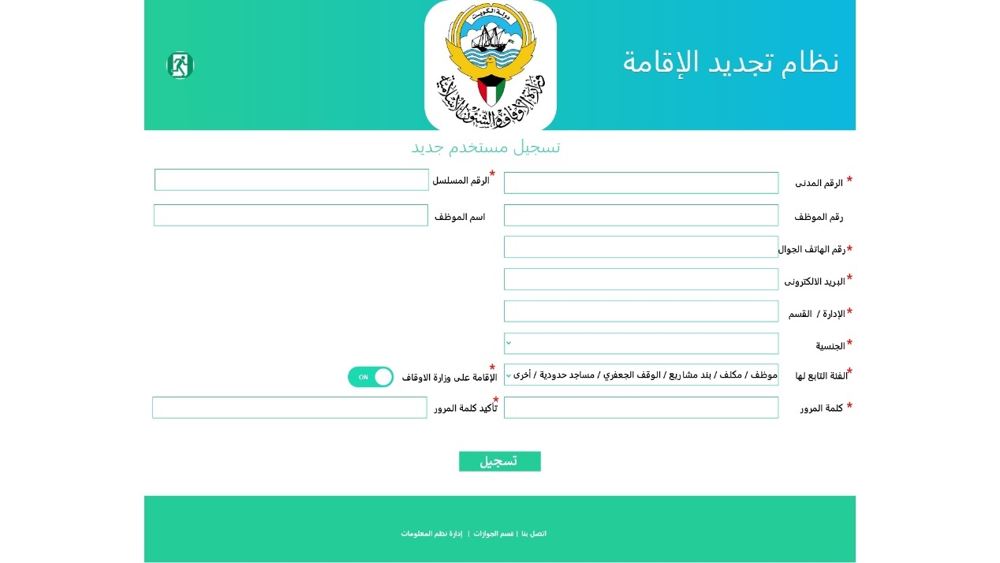 دولة الكويت
وزارة الأوقاف والشئون الإسلامية
نظام تجديد الإقامة
تسجيل مستخدم جديد
* الرقم المدنى
*الرقم المسلسل
رقم الموظف
اسم الموظف
*رقم الهاتف الجوال
*البريد الالكترونى
*الإدارة / القسم
*الجنسية
*الفئة التابع لها
موظف / مكلف / بند مشاريع / الوقف الجعفري / مساجد حدودية / أخرى
*الإقامة على وزارة الاوقاف
ON
* كلمة المرور
*تأكيد كلمة المرور
تسجيل
اتصل بنا | قسم الجوازات | إدارة نظم المعلومات